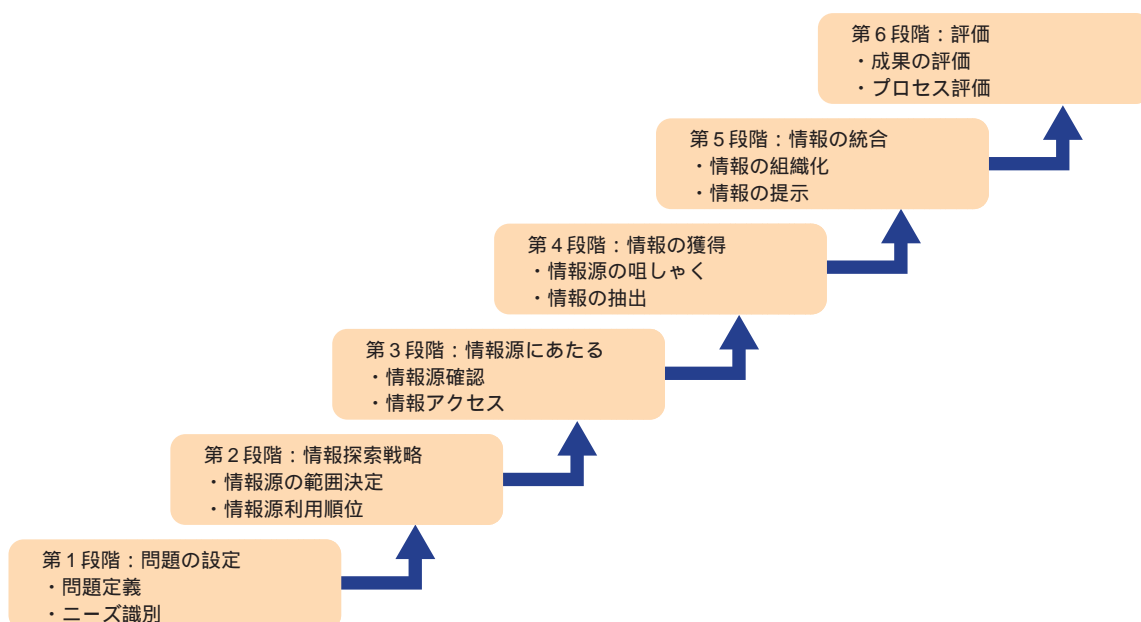 第6段階：評価
・成果の評価
・プロセス評価
第5段階：情報の統合
・情報の組織化
・情報の提示
第4段階：情報の獲得
・情報源の咀しゃく
・情報の抽出
第3段階：情報源にあたる
・情報源確認
・情報アクセス
第2段階：情報探索戦略
・情報源の範囲決定
・情報源利用順位
第1段階：問題の設定
・問題定義
・ニーズ識別